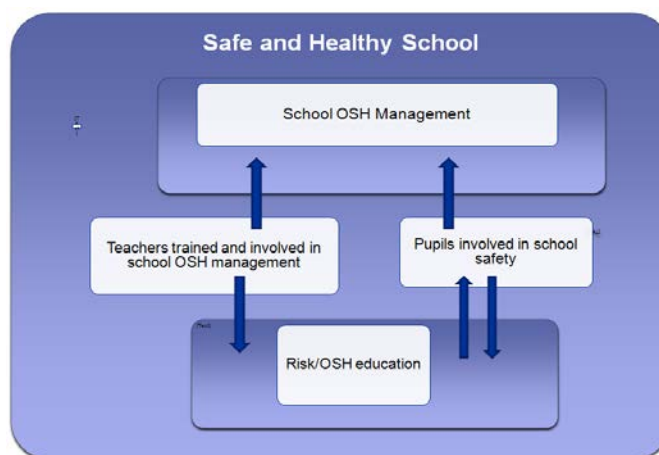 Safe and Healthy School
School OSH Management
Teachers trained and involved in
school OSH management
Pupils involved in school
safety
Risk/OSH education